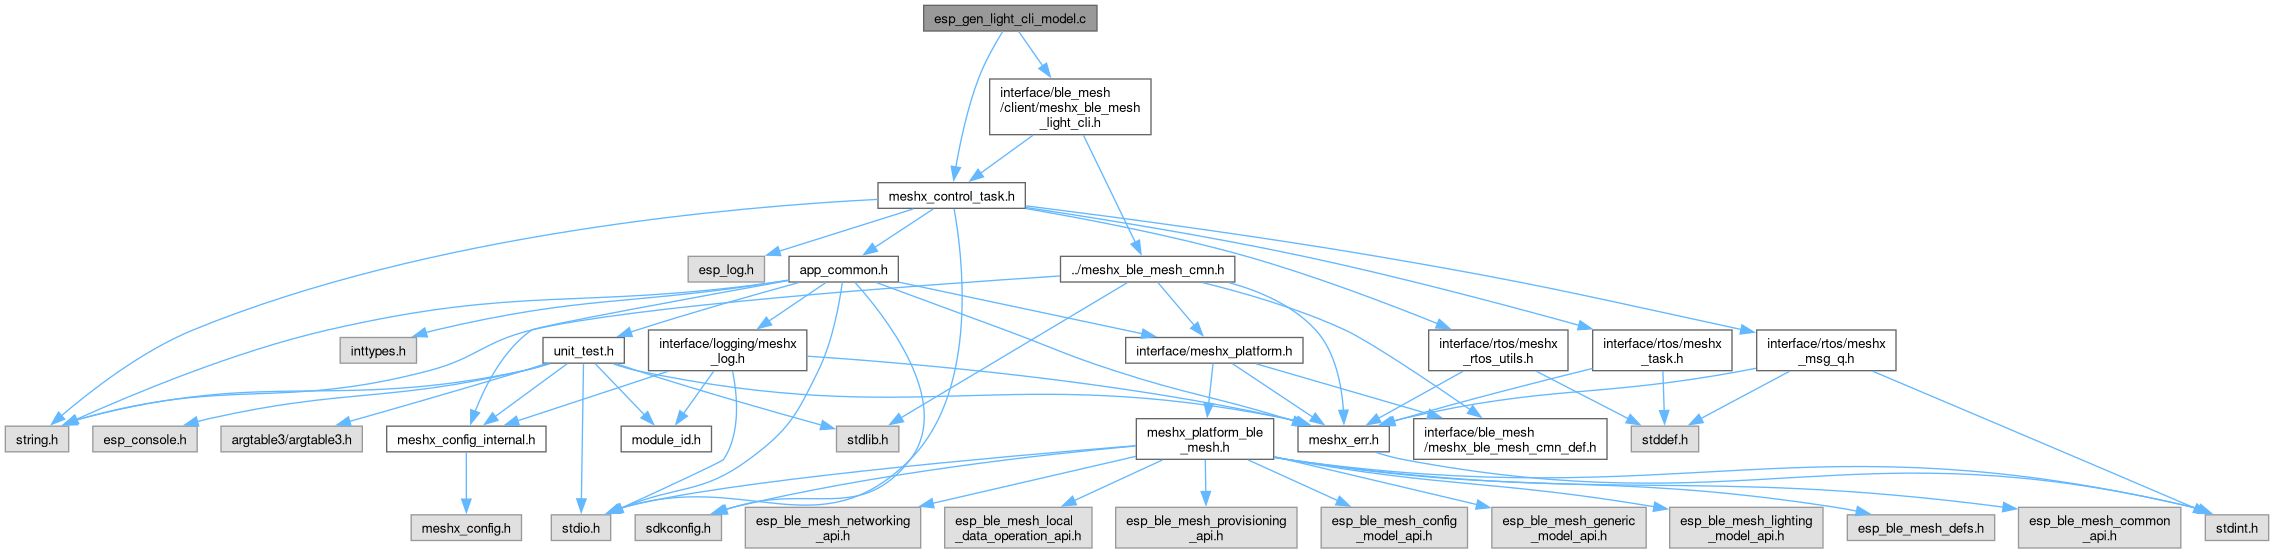 esp_gen_light_cli_model.c
interface/ble_mesh
/client/meshx_ble_mesh
_light_cli.h
meshx_control_task.h
esp_log.h
app_common.h
../meshx_ble_mesh_cmn.h
inttypes.h
unit_test.h
interface/logging/meshx
_log.h
interface/meshx_platform.h
interface/rtos/meshx
_rtos_utils.h
interface/rtos/meshx
_task.h
interface/rtos/meshx
_msg_q.h
string.h
esp_console.h
argtable3/argtable3.h
meshx_config_internal.h
module_id.h
stdlib.h
meshx_platform_ble
_mesh.h
meshx_err.h
interface/ble_mesh
/meshx_ble_mesh_cmn_def.h
stddef.h
meshx_config.h
stdio.h
sdkconfig.h
esp_ble_mesh_networking
_api.h
esp_ble_mesh_local
_data_operation_api.h
esp_ble_mesh_provisioning
_api.h
esp_ble_mesh_config
_model_api.h
esp_ble_mesh_generic
_model_api.h
esp_ble_mesh_lighting
_model_api.h
esp_ble_mesh_defs.h
esp_ble_mesh_common
_api.h
stdint.h